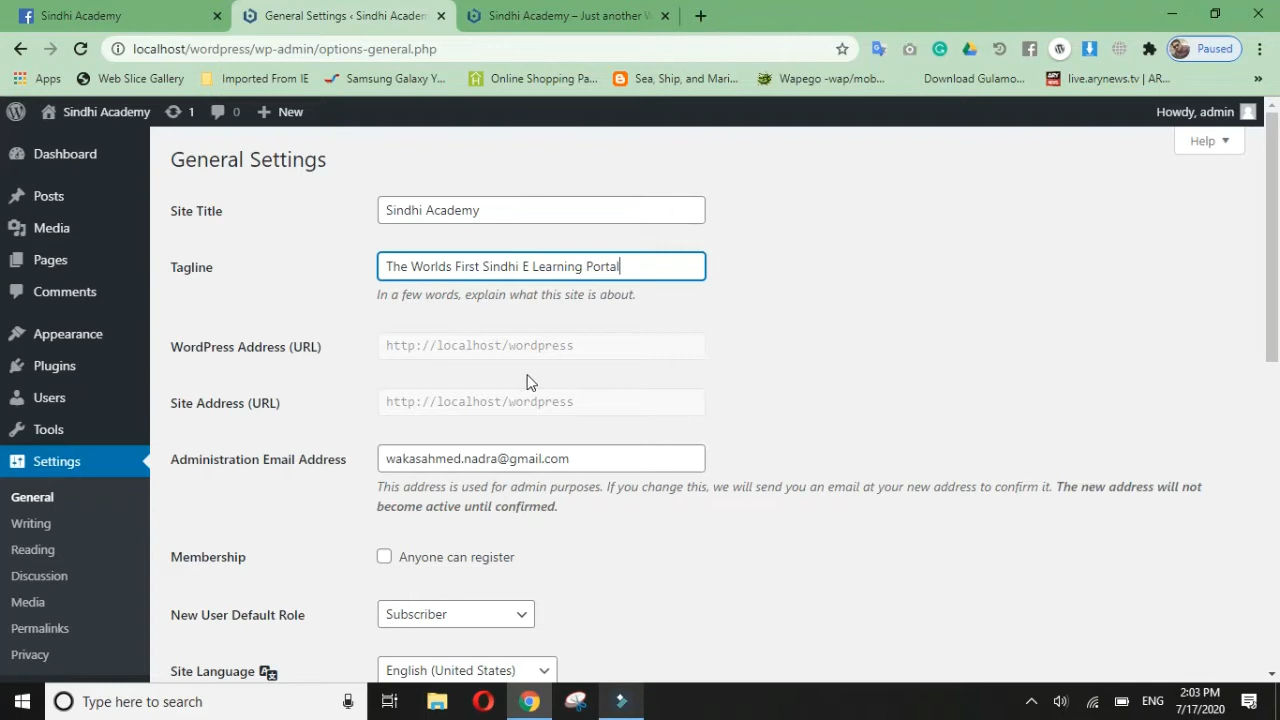 Sindhi Academy
General Settings ‹ Sindhi Academ
Sindhi Academy – Just another W
localhost/wordpress/wp-admin/options-general.php
Paused
Apps
Web Slice Gallery
Imported From IE
Samsung Galaxy Y...
Online Shopping Pa...
Sea, Ship, and Mari...
Wapego -wap/mob...
Download Gulamo...
live.arynews.tv | AR...
Sindhi Academy
1
0
New
Howdy, admin
Dashboard
Posts
Media
Pages
Comments
Appearance
Plugins
Users
Tools
Settings
General
Writing
Reading
Discussion
Media
Permalinks
Privacy
Help
General Settings
Site Title
Sindhi Academy
Tagline
The Worlds First Sindhi E Learning Portal
In a few words, explain what this site is about.
WordPress Address (URL)
http://localhost/wordpress
Site Address (URL)
http://localhost/wordpress
Administration Email Address
wakasahmed.nadra@gmail.com
This address is used for admin purposes. If you change this, we will send you an email at your new address to confirm it. The new address will not
become active until confirmed.
Membership
Anyone can register
New User Default Role
Subscriber
Site Language
English (United States)
Type here to search
ENG
2:03 PM
7/17/2020